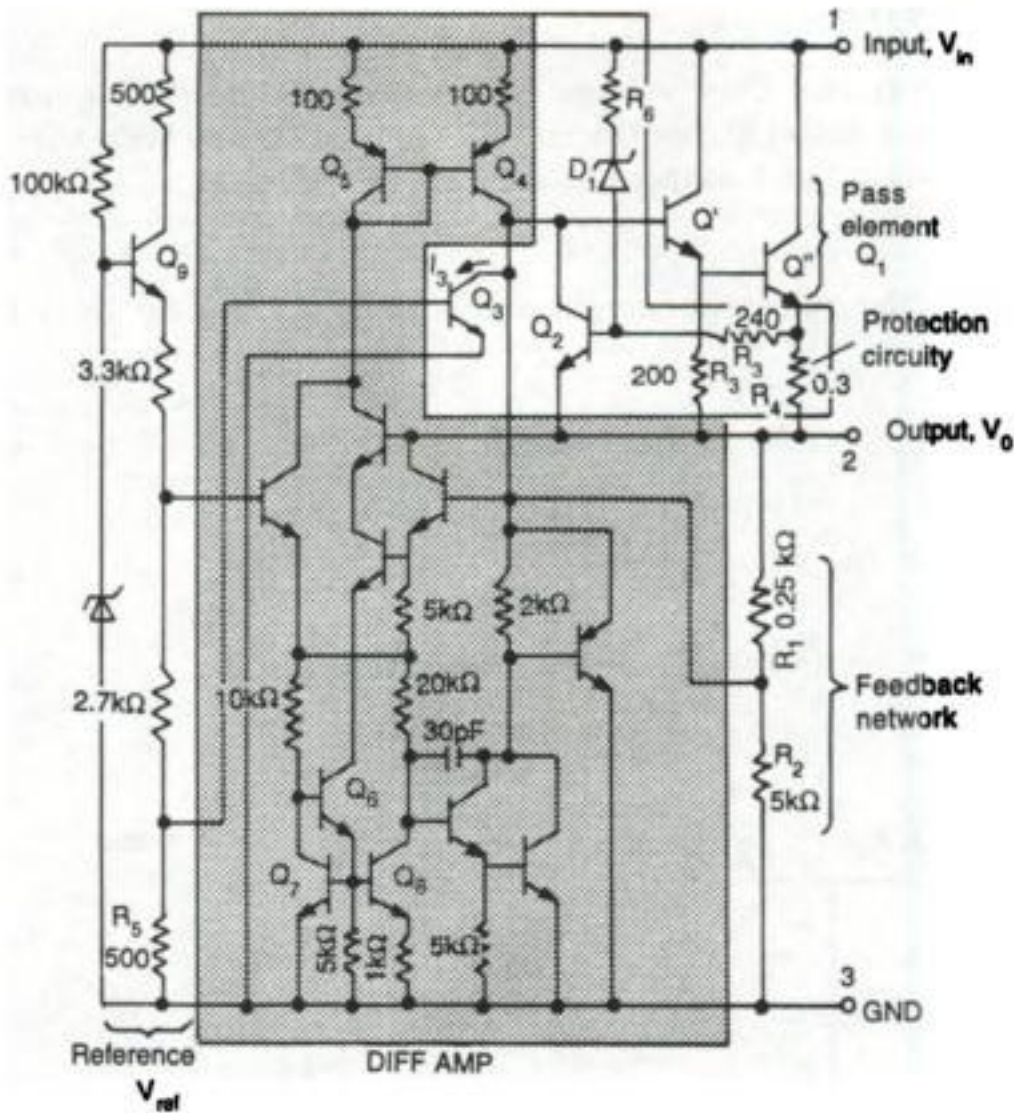 1
Input, V_in
500
100
100
R_6
100kΩ
Q_5
Q_4
D_1
Q'
Pass
element
Q_1
Q"
Q_9
I_3
Q_3
Q_2
240
R_3
Protection
circuity
3.3kΩ
200
R_3
R_4
0.3
Output, V_0
2
5kΩ
2kΩ
R_1 0.25 kΩ
2.7kΩ
10kΩ
20kΩ
Feedback
network
30pF
R_2
5kΩ
Q_6
Q_7
Q_8
R_5
500
5kΩ
1kΩ
5kΩ
3
GND
Reference
V_ref
DIFF AMP